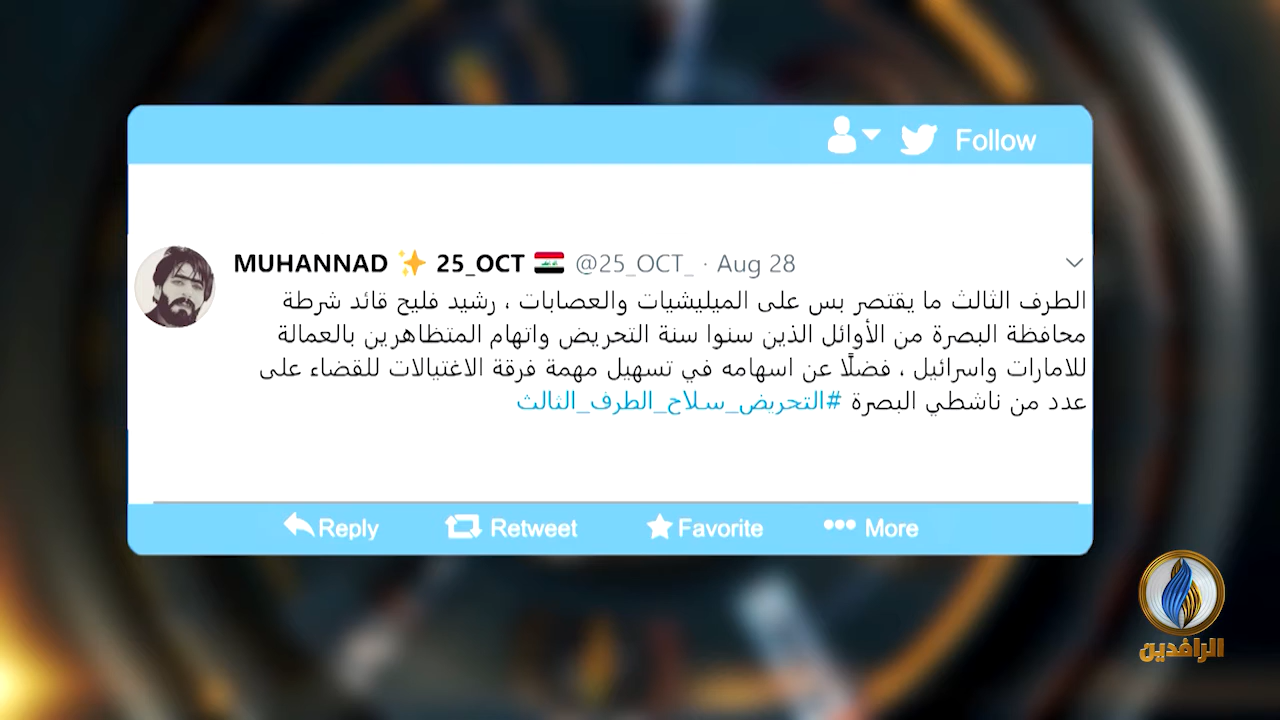 Follow
MUHANNAD ✨ 25_OCT 🇮🇶 @25_OCT_ · Aug 28
الطرف الثالث ما يقتصر بس على الميليشيات والعصابات ، رشيد فليح قائد شرطة
محافظة البصرة من الأوائل الذين سنوا سنة التحريض واتهام المتظاهرين بالعمالة
للامارات واسرائيل ، فضلًا عن اسهامه في تسهيل مهمة فرقة الاغتيالات للقضاء على
عدد من ناشطي البصرة #التحريض_سلاح_الطرف_الثالث
Reply Retweet Favorite More
الرافدين